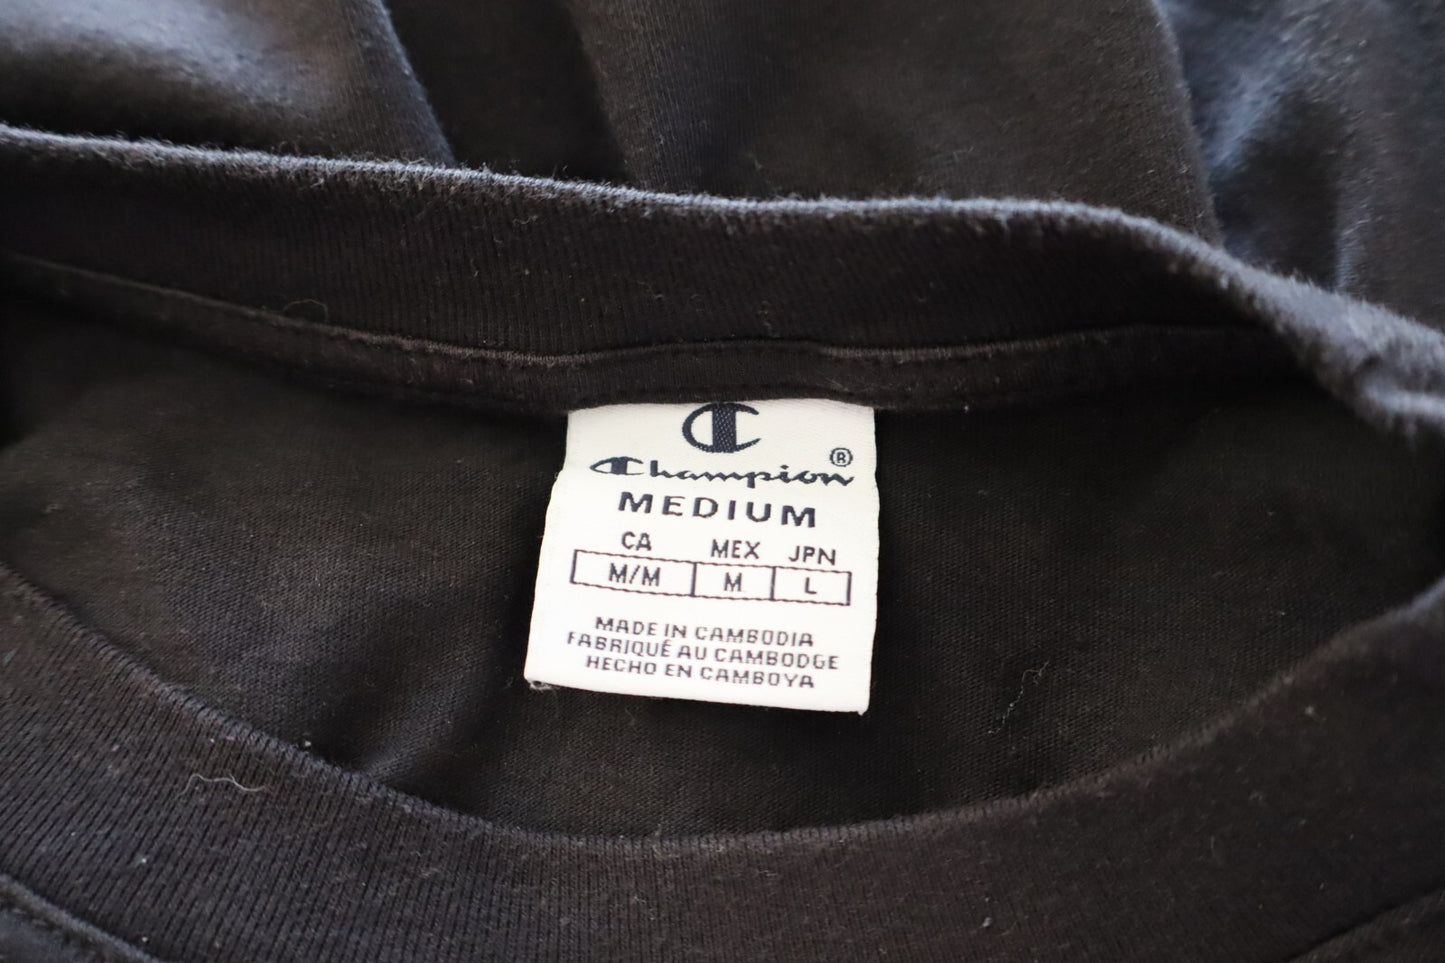 Champion®
MEDIUM
CA MEX JPN
M/M M L
MADE IN CAMBODIA
FABRIQUÉ AU CAMBODGE
HECHO EN CAMBOYA